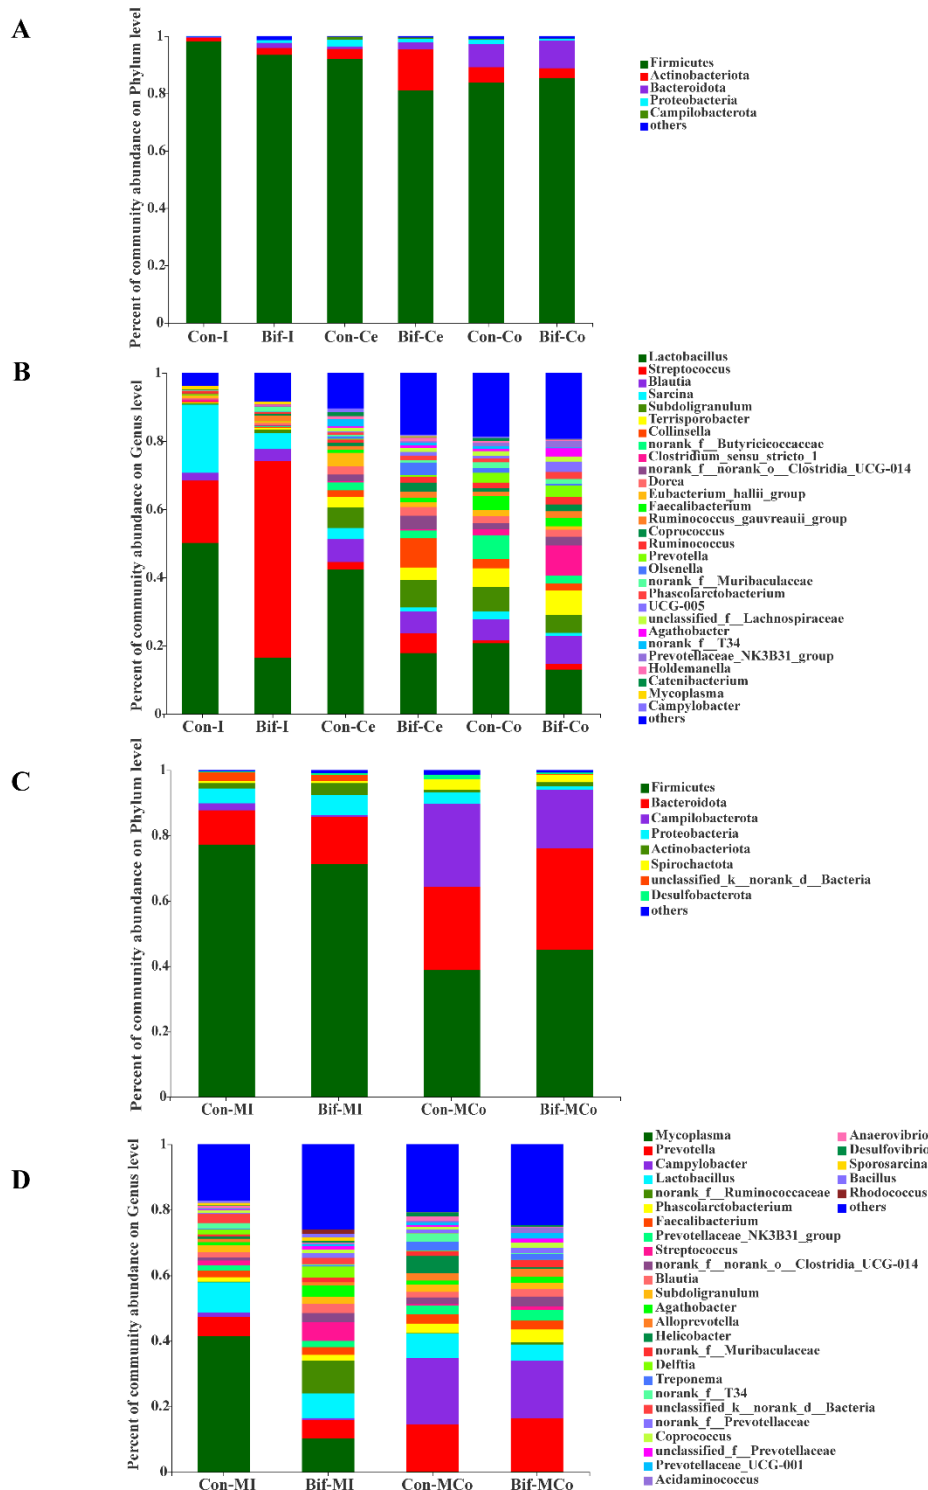 A
Percent of community abundance on Phylum level
1
0.8
0.6
0.4
0.2
0
Con-I Bif-I Con-Ce Bif-Ce Con-Co Bif-Co
Firmicutes
Actinobacteriota
Bacteroidota
Proteobacteria
Campilobacterota
others
B
Percent of community abundance on Genus level
1
0.8
0.6
0.4
0.2
0
Con-I Bif-I Con-Ce Bif-Ce Con-Co Bif-Co
Lactobacillus
Streptococcus
Blautia
Sarcina
Subdoligranulum
Terrisporobacter
Collinsella
norank_f__Butyricicoccaceae
Clostridium_sensu_stricto_1
norank_f__norank_o__Clostridia_UCG-014
Dorea
Eubacterium_hallii_group
Faecalibacterium
Ruminococcus_gauvreauii_group
Coprococcus
Ruminococcus
Prevotella
Olsenella
norank_f__Muribaculaceae
Phascolarctobacterium
UCG-005
unclassified_f__Lachnospiraceae
Agathobacter
norank_f__T34
Prevotellaceae_NK3B31_group
Holdemanella
Catenibacterium
Mycoplasma
Campylobacter
others
C
Percent of community abundance on Phylum level
1
0.8
0.6
0.4
0.2
0
Con-MI Bif-MI Con-MCo Bif-MCo
Firmicutes
Bacteroidota
Campilobacterota
Proteobacteria
Actinobacteriota
Spirochaetota
unclassified_k__norank_d__Bacteria
Desulfobacterota
others
D
Percent of community abundance on Genus level
1
0.8
0.6
0.4
0.2
0
Con-MI Bif-MI Con-MCo Bif-MCo
Mycoplasma
Prevotella
Campylobacter
Lactobacillus
norank_f__Ruminococcaceae
Phascolarctobacterium
Faecalibacterium
Prevotellaceae_NK3B31_group
Streptococcus
norank_f__norank_o__Clostridia_UCG-014
Blautia
Subdoligranulum
Agathobacter
Alloprevotella
Helicobacter
norank_f__Muribaculaceae
Delftia
Treponema
norank_f__T34
unclassified_k__norank_d__Bacteria
norank_f__Prevotellaceae
Coprococcus
unclassified_f__Prevotellaceae
Prevotellaceae_UCG-001
Acidaminococcus
Anaerovibrio
Desulfovibrio
Sporosarcina
Bacillus
Rhodococcus
others